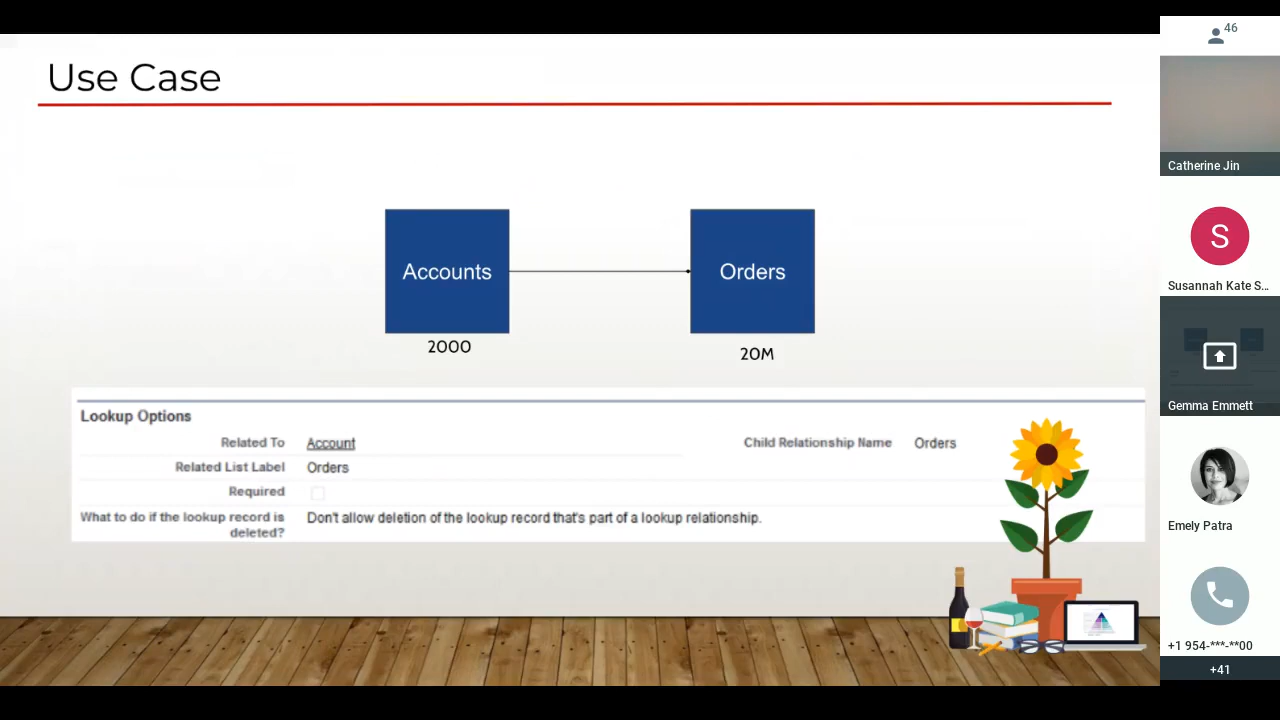 Use Case
Accounts
Orders
2000
20M
Lookup Options
Related To Account
Child Relationship Name Orders
Related List Label Orders
Required
What to do if the lookup record is
deleted?
Don't allow deletion of the lookup record that's part of a lookup relationship.
46
Catherine Jin
S
Susannah Kate S...
Gemma Emmett
Emely Patra
+1 954-***-**00
+41